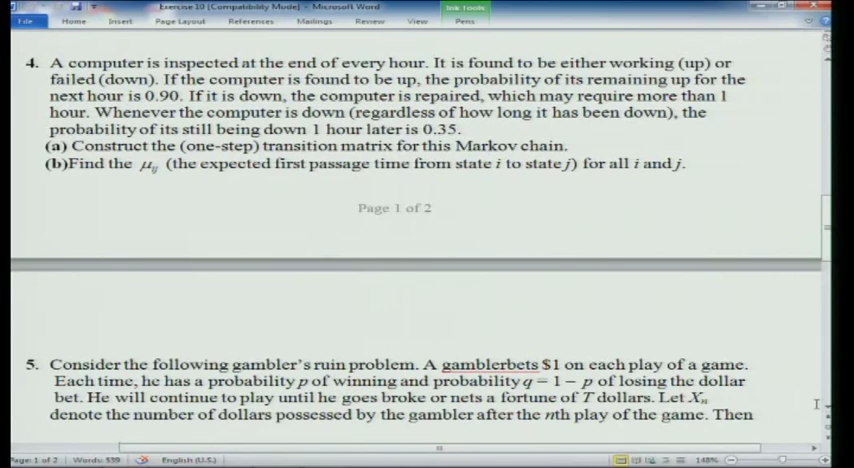 Exercise 10 [Compatibility Mode] - Microsoft Word
Ink Tools
File Home Insert Page Layout References Mailings Review View Pens
4. A computer is inspected at the end of every hour. It is found to be either working (up) or
failed (down). If the computer is found to be up, the probability of its remaining up for the
next hour is 0.90. If it is down, the computer is repaired, which may require more than 1
hour. Whenever the computer is down (regardless of how long it has been down), the
probability of its still being down 1 hour later is 0.35.
(a) Construct the (one-step) transition matrix for this Markov chain.
(b)Find the μij (the expected first passage time from state i to state j) for all i and j.
Page 1 of 2
5. Consider the following gambler's ruin problem. A gamblerbets $1 on each play of a game.
Each time, he has a probability p of winning and probability q = 1 – p of losing the dollar
bet. He will continue to play until he goes broke or nets a fortune of T dollars. Let Xn
denote the number of dollars possessed by the gambler after the nth play of the game. Then
Page: 1 of 2 Words: 539 English (U.S.) 148%